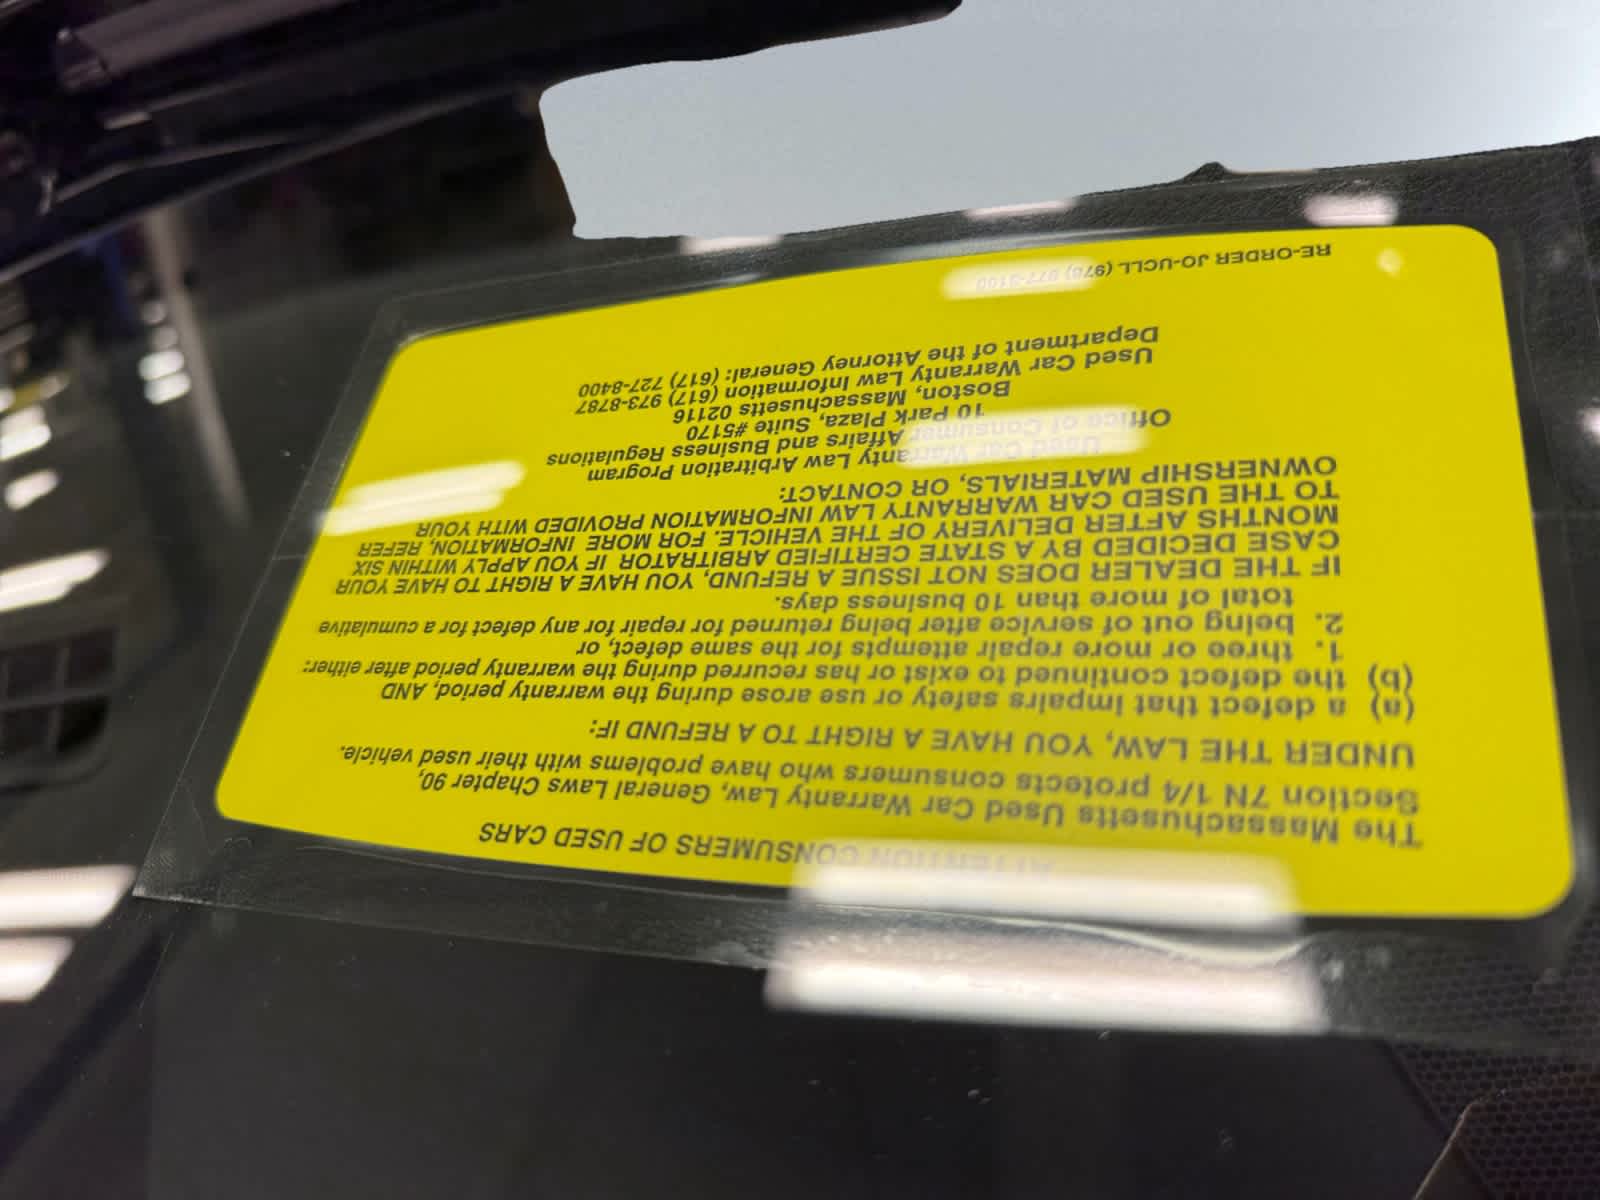 ATTENTION CONSUMERS OF USED CARS
The Massachusetts Used Car Warranty Law, General Laws Chapter 90,
Section 7N 1/4 protects consumers who have problems with their used vehicle.
UNDER THE LAW, YOU HAVE A RIGHT TO A REFUND IF:
(a) a defect that impairs safety or use arose during the warranty period, AND
(b) the defect continued to exist or has recurred during the warranty period after either:
1. three or more repair attempts for the same defect, or
2. being out of service after being returned for repair for any defect for a cumulative
total of more than 10 business days.
IF THE DEALER DOES NOT ISSUE A REFUND, YOU HAVE A RIGHT TO HAVE YOUR
CASE DECIDED BY A STATE CERTIFIED ARBITRATOR IF YOU APPLY WITHIN SIX
MONTHS AFTER DELIVERY OF THE VEHICLE. FOR MORE INFORMATION, REFER
TO THE USED CAR WARRANTY LAW INFORMATION PROVIDED WITH YOUR
OWNERSHIP MATERIALS, OR CONTACT:
Used Car Warranty Law Arbitration Program
Office of Consumer Affairs and Business Regulations
10 Park Plaza, Suite #5170
Boston, Massachusetts 02116
Used Car Warranty Law Information (617) 973-8787
Department of the Attorney General: (617) 727-8400
RE-ORDER JO-UCLL (978)